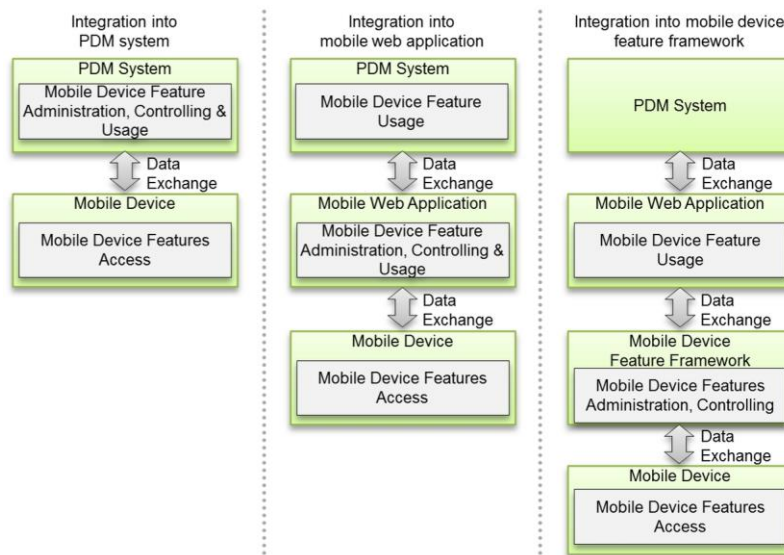 Integration into
PDM system
PDM System
Mobile Device Feature
Administration, Controlling &
Usage
Data
Exchange
Mobile Device
Mobile Device Features
Access
Integration into
mobile web application
PDM System
Mobile Device Feature
Usage
Data
Exchange
Mobile Web Application
Mobile Device Feature
Administration, Controlling &
Usage
Data
Exchange
Mobile Device
Mobile Device Features
Access
Integration into mobile device
feature framework
PDM System
Data
Exchange
Mobile Web Application
Mobile Device Feature
Usage
Data
Exchange
Mobile Device
Feature Framework
Mobile Device Features
Administration, Controlling
Data
Exchange
Mobile Device
Mobile Device Features
Access